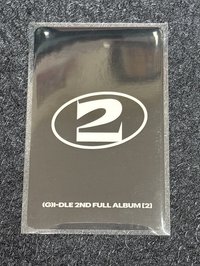 2
(G)I-DLE 2ND FULL ALBUM [2]